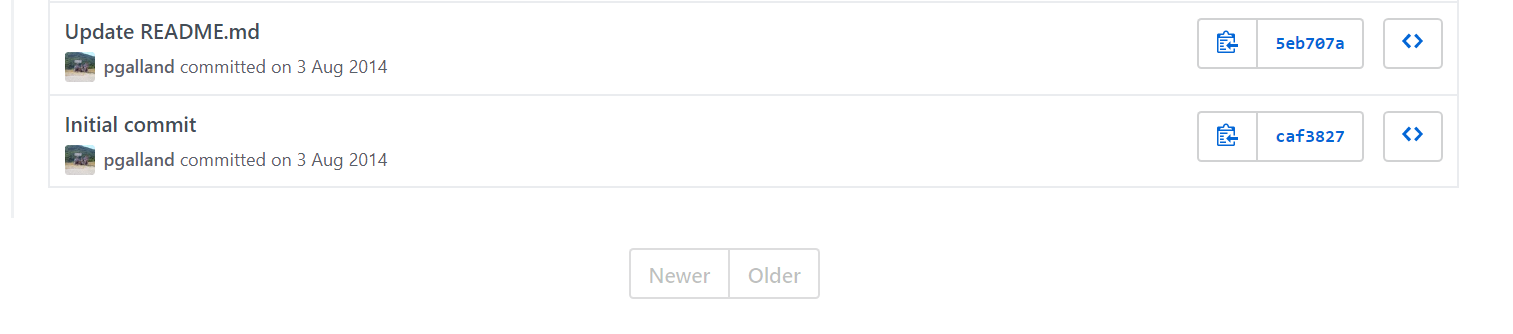 Update README.md
pgalland committed on 3 Aug 2014
5eb707a
Initial commit
pgalland committed on 3 Aug 2014
caf3827
Newer Older